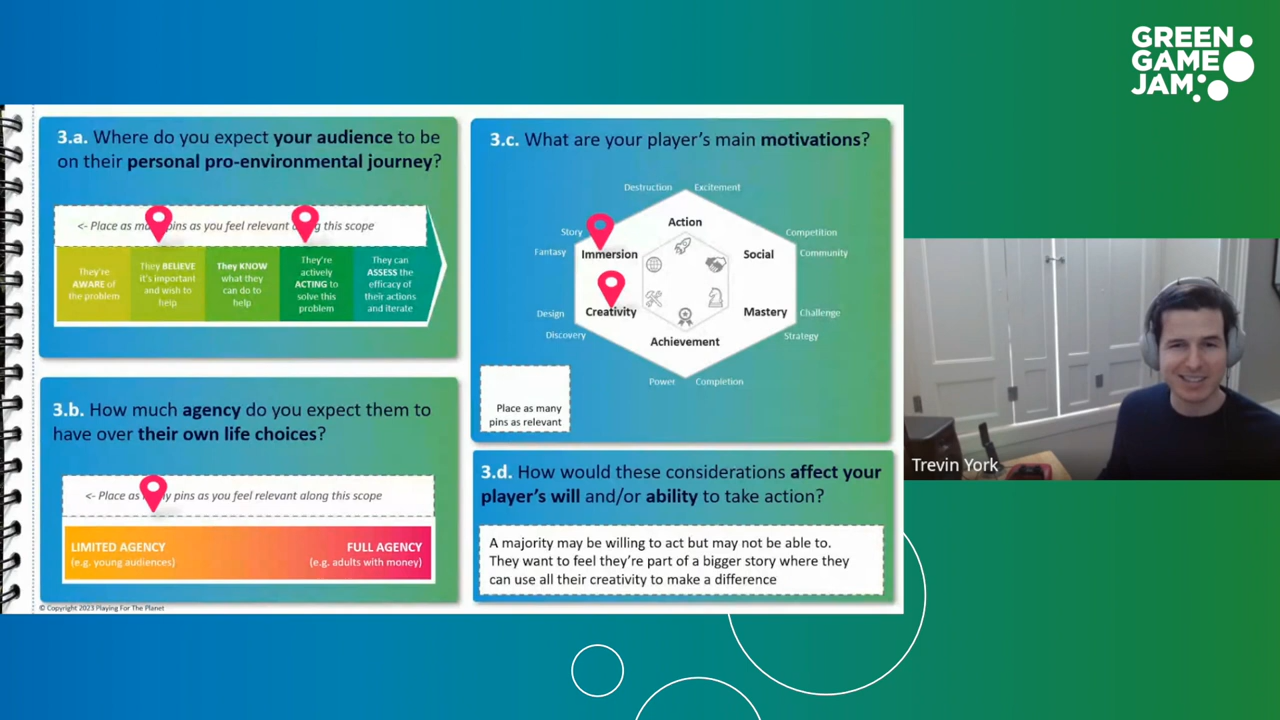 GREEN
GAME
JAM
3.a. Where do you expect your audience to be
on their personal pro-environmental journey?
<- Place as many pins as you feel relevant along this scope
They're
AWARE of
the problem
They BELIEVE
it's important
and wish to
help
They KNOW
what they
can do to
help
They're
actively
ACTING to
solve this
problem
They can
ASSESS the
efficacy of
their actions
and iterate
3.b. How much agency do you expect them to
have over their own life choices?
<- Place as many pins as you feel relevant along this scope
LIMITED AGENCY
(e.g. young audiences)
FULL AGENCY
(e.g. adults with money)
© Copyright 2023 Playing For The Planet
3.c. What are your player's main motivations?
Destruction
Excitement
Action
Story
Fantasy
Immersion
Competition
Community
Social
Design
Discovery
Creativity
Mastery
Challenge
Strategy
Achievement
Power
Completion
Place as many
pins as relevant
3.d. How would these considerations affect your
player's will and/or ability to take action?
A majority may be willing to act but may not be able to.
They want to feel they're part of a bigger story where they
can use all their creativity to make a difference
Trevin York